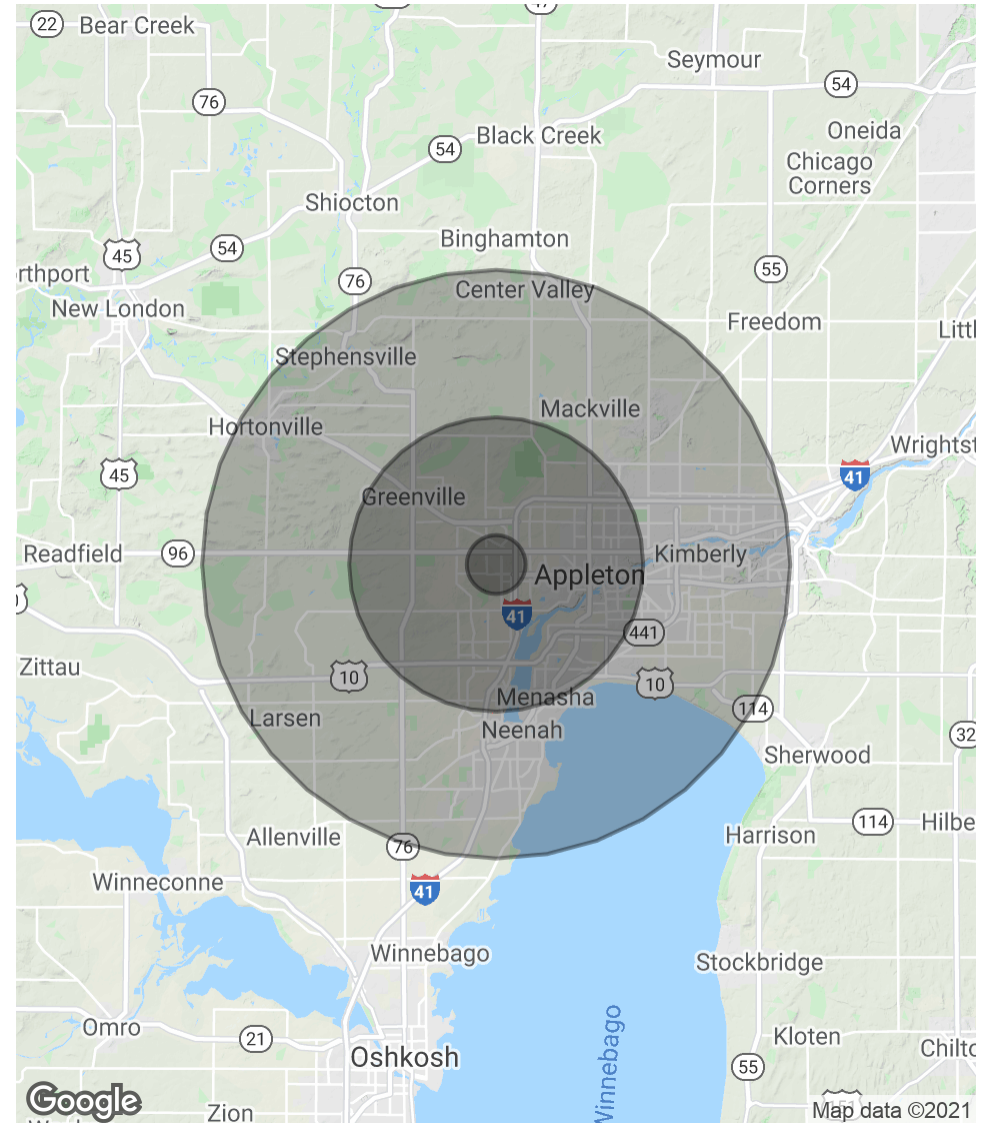 47
22
Bear Creek
Seymour
76
54
Black Creek
Oneida
54
Chicago
Corners
Shiocton
Binghamton
54
45
55
rthport
76
Center Valley
New London
Freedom
Littl
Stephensville
Mackville
Hortonville
Wrightst
45
41
Greenville
Readfield
96
Kimberly
Appleton
41
441
Zittau
10
10
Menasha
114
Larsen
Neenah
32
Sherwood
114
Hilbe
Allenville
Harrison
76
Winneconne
41
Winnebago
Stockbridge
Winnebago
Omro
21
Kloten
Oshkosh
Chilto
55
Google
Zion
151
Map data ©2021